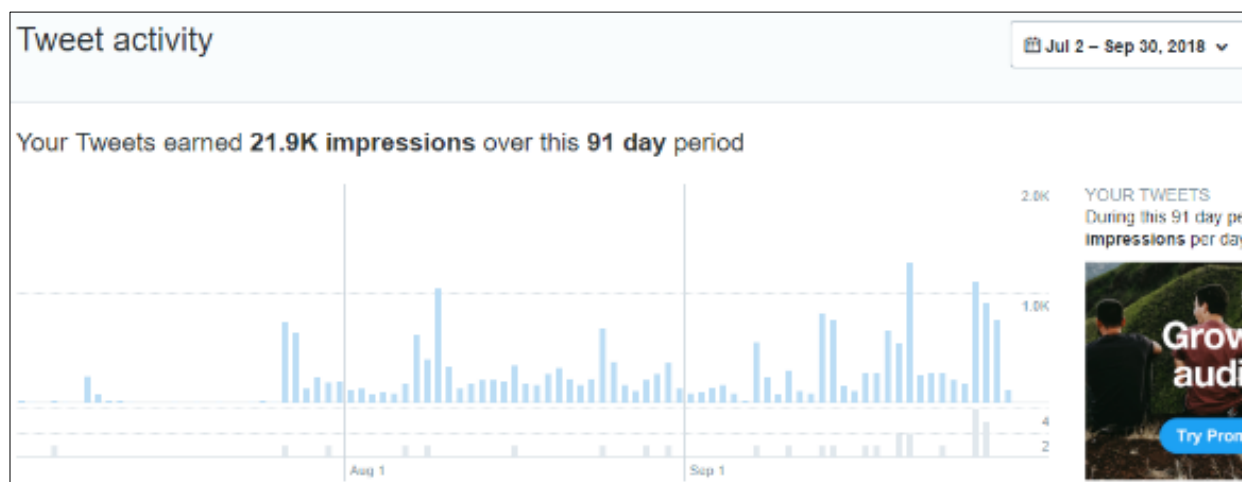 Tweet activity
Jul 2 – Sep 30, 2018
Your Tweets earned 21.9K impressions over this 91 day period
2.0K
1.0K
4
2
Aug 1
Sep 1
YOUR TWEETS
During this 91 day pe
impressions per day
Grow
audi
Try Prom